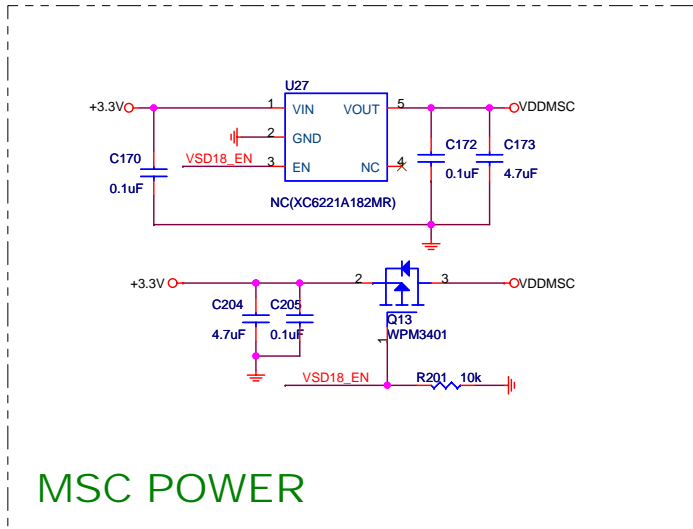 U27
+3.3V
1
VIN
VOUT
5
VDDMSC
2
GND
C170
0.1uF
VSD18_EN
3
EN
NC
4
C172
0.1uF
C173
4.7uF
NC(XC6221A182MR)
+3.3V
2
3
VDDMSC
C204
4.7uF
C205
0.1uF
Q13
WPM3401
1
VSD18_EN
R201 10k
MSC POWER